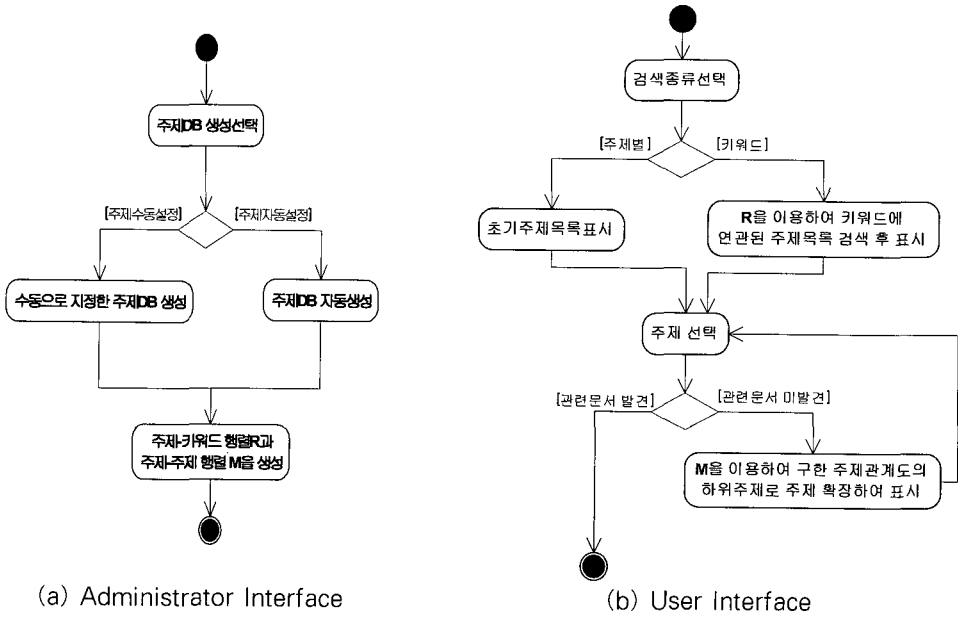 주제DB 생성선택
[주제수동설정]
[주제자동설정]
수동으로 지정한 주제DB 생성
주제DB 자동생성
주제-키워드 행렬R과
주제-주제 행렬 M을 생성
(a) Administrator Interface
검색종류선택
[주제별]
[키워드]
초기주제목록표시
R을 이용하여 키워드에
연관된 주제목록 검색 후 표시
주제 선택
[관련문서 발견]
[관련문서 미발견]
M을 이용하여 구한 주제관계도의
하위주제로 주제 확장하여 표시
(b) User Interface